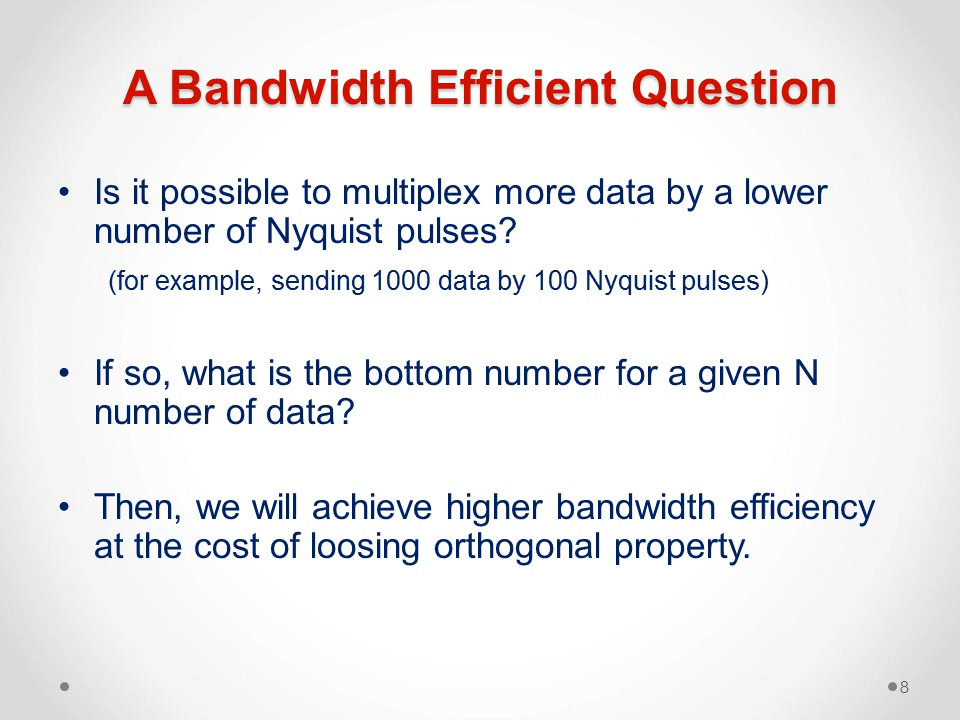 A Bandwidth Efficient Question
• Is it possible to multiplex more data by a lower
number of Nyquist pulses?
(for example, sending 1000 data by 100 Nyquist pulses)
• If so, what is the bottom number for a given N
number of data?
• Then, we will achieve higher bandwidth efficiency
at the cost of loosing orthogonal property.
8